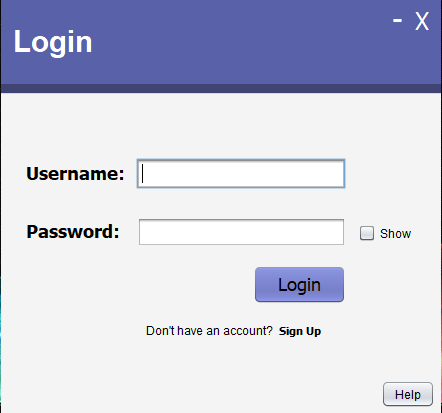 - X
Login
Username:
Password:
Show
Login
Don't have an account? Sign Up
Help